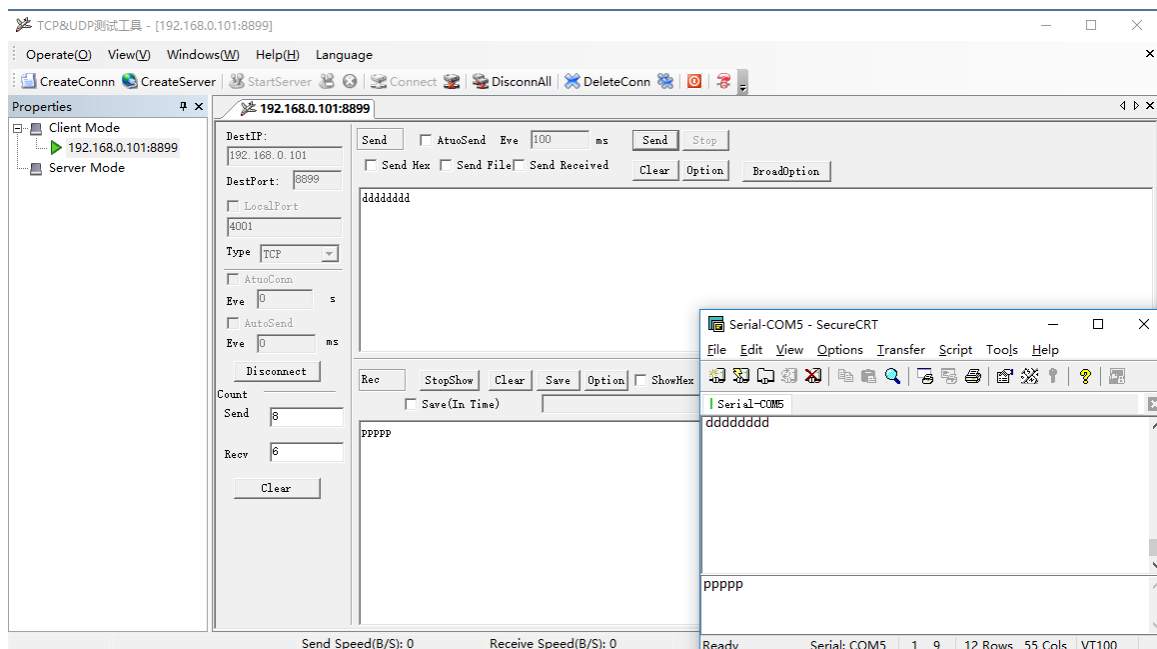 TCP&UDP测试工具 - [192.168.0.101:8899]
Operate(O) View(V) Windows(W) Help(H) Language
CreateConnn CreateServer StartServer Connect DisconnAll DeleteConn
Properties
Client Mode
192.168.0.101:8899
Server Mode
192.168.0.101:8899
DestIP:
192.168.0.101
DestPort: 8899
LocalPort
4001
Type TCP
AtuoConn
Eve 0 s
AutoSend
Eve 0 ms
Disconnect
Count
Send 8
Recv 6
Clear
Send AtuoSend Eve 100 ms Send Stop
Send Hex Send File Send Received Clear Option BroadOption
dddddddd
Rec StopShow Clear Save Option ShowHex
Save(In Time)
PPPPP
Send Speed(B/S): 0 Receive Speed(B/S): 0
Serial-COM5 - SecureCRT
File Edit View Options Transfer Script Tools Help
Serial-COM5
dddddddd
ppppp
Ready Serial: COM5 1 9 12 Rows 55 Cols VT100